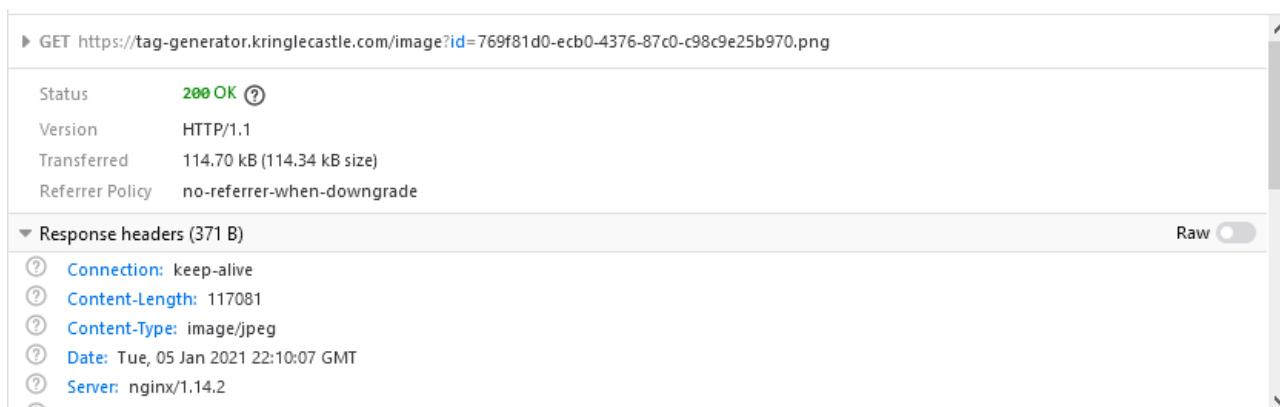 GET https://tag-generator.kringlecastle.com/image?id=769f81d0-ecb0-4376-87c0-c98c9e25b970.png
Status 200 OK ?
Version HTTP/1.1
Transferred 114.70 kB (114.34 kB size)
Referrer Policy no-referrer-when-downgrade
Response headers (371 B) Raw
? Connection: keep-alive
? Content-Length: 117081
? Content-Type: image/jpeg
? Date: Tue, 05 Jan 2021 22:10:07 GMT
? Server: nginx/1.14.2